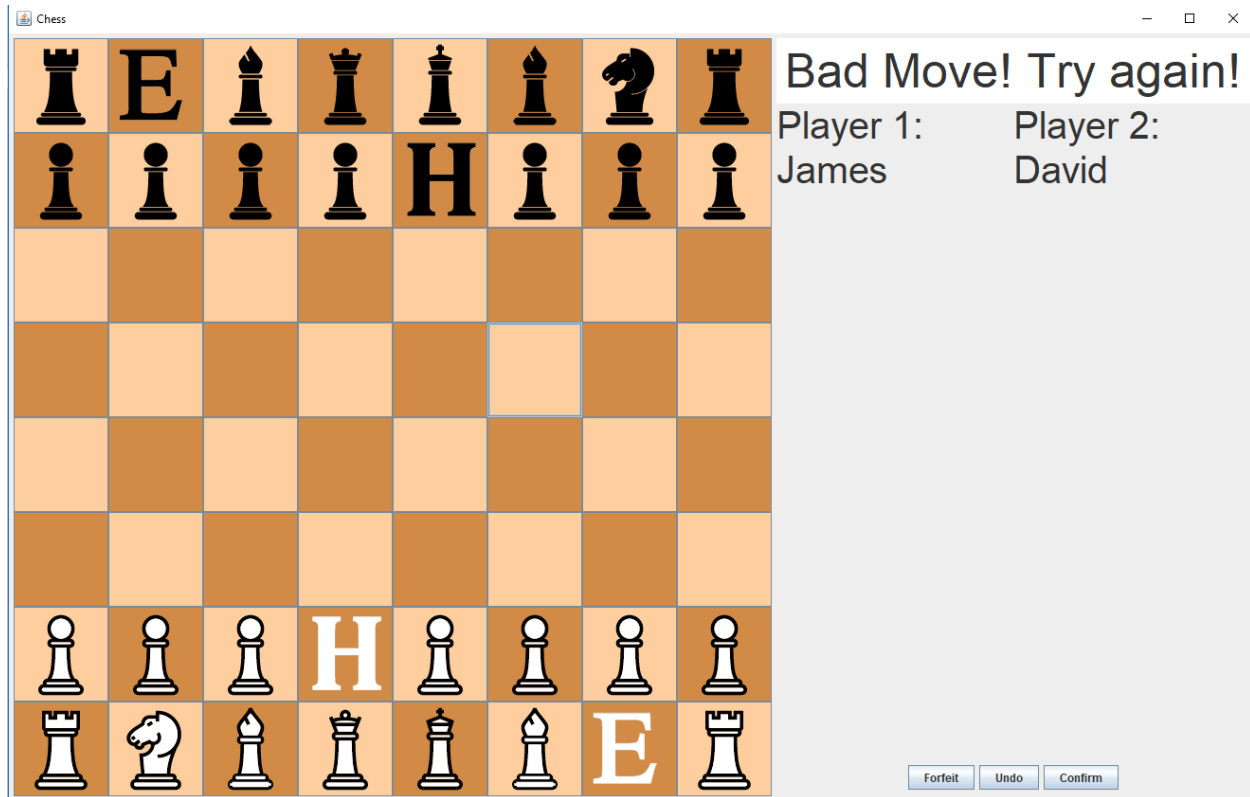 Chess
E
Bad Move! Try again!
Player 1: Player 2:
James David
H
H
E
Forfeit Undo Confirm